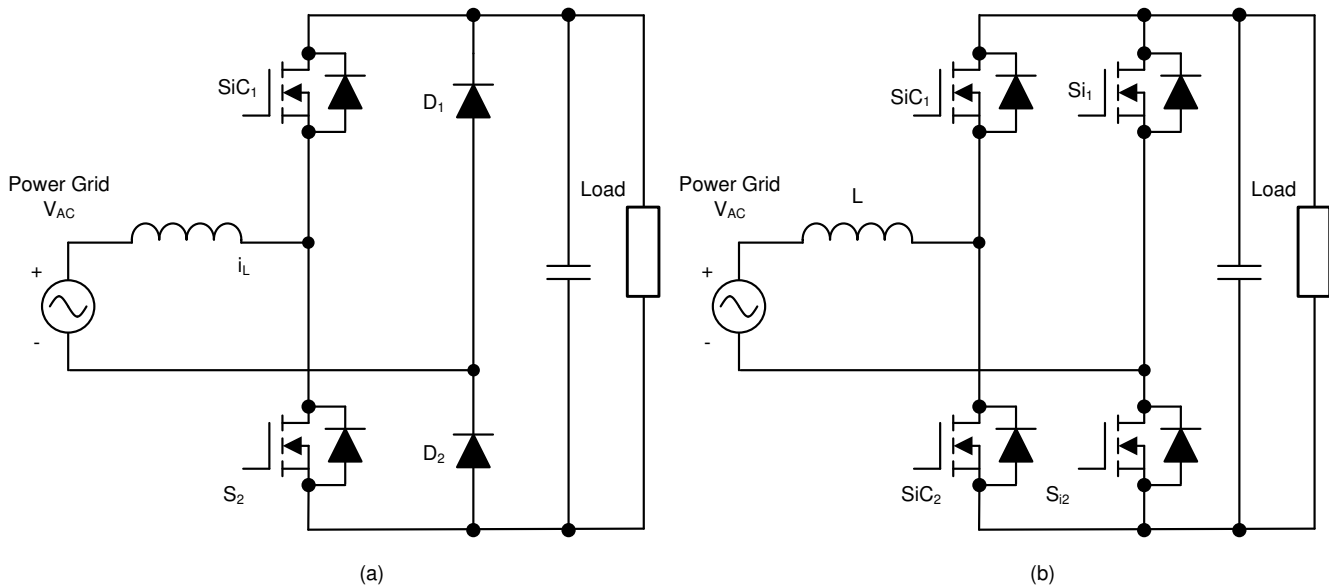 SiC1
D1
Power Grid
VAC
+
iL
-
Load
S2
D2
(a)
SiC1
Si1
Power Grid
VAC
L
+
-
Load
SiC2
Si2
(b)